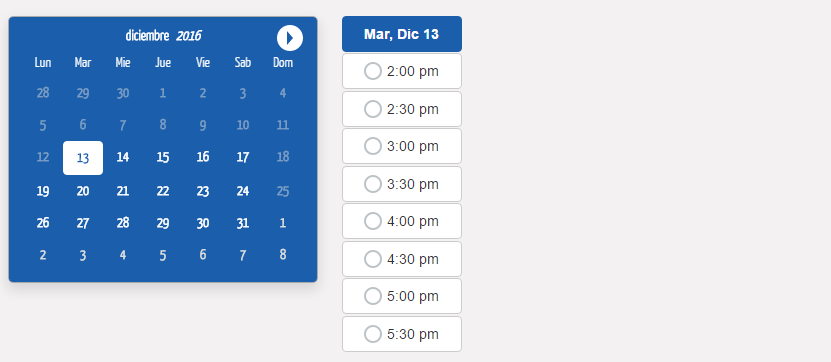 diciembre 2016
Lun Mar Mie Jue Vie Sab Dom
28 29 30 1 2 3 4
5 6 7 8 9 10 11
12 13 14 15 16 17 18
19 20 21 22 23 24 25
26 27 28 29 30 31 1
2 3 4 5 6 7 8
Mar, Dic 13
2:00 pm
2:30 pm
3:00 pm
3:30 pm
4:00 pm
4:30 pm
5:00 pm
5:30 pm